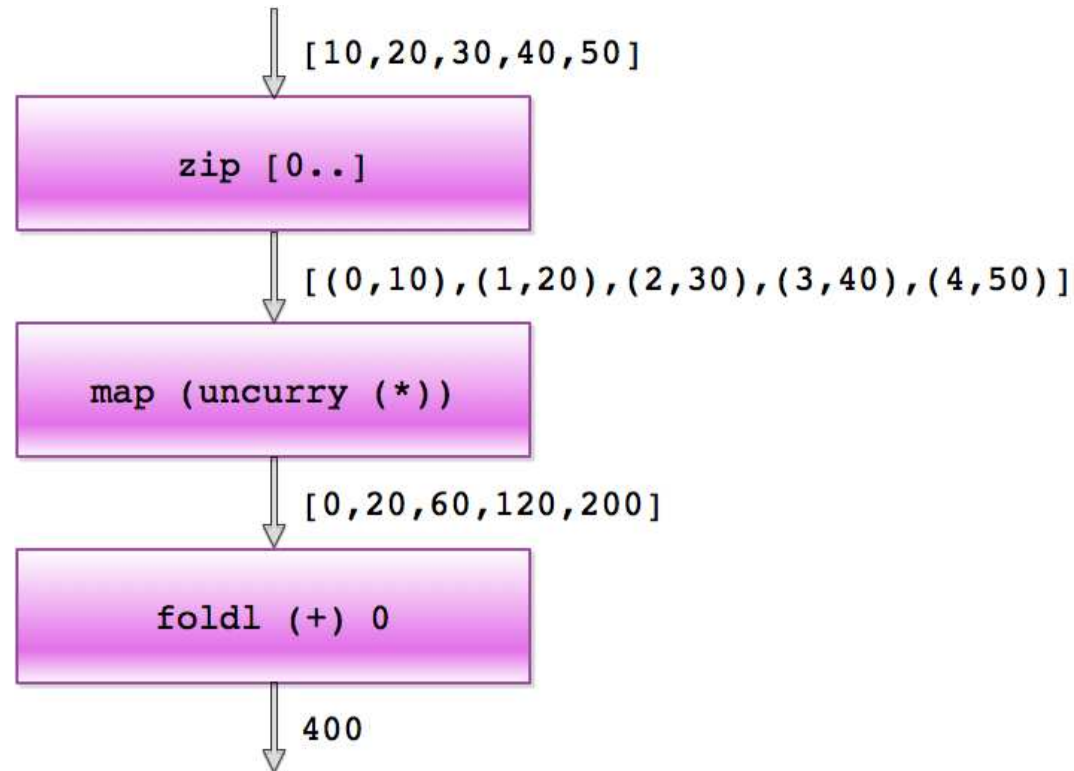 [10,20,30,40,50]
zip [0..]
[(0,10),(1,20),(2,30),(3,40),(4,50)]
map (uncurry (*))
[0,20,60,120,200]
foldl (+) 0
400